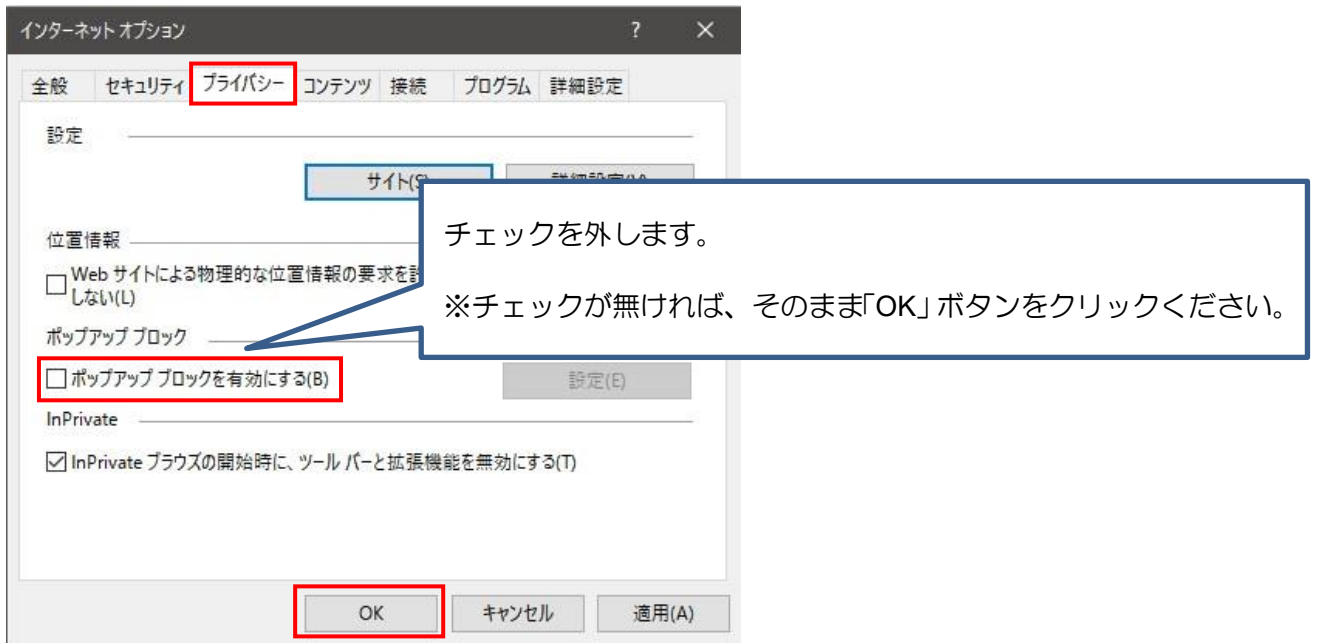 インターネット オプション ? ×
全般 セキュリティ プライバシー コンテンツ 接続 プログラム 詳細設定
設定
サイト(S)
チェックを外します。
位置情報
Web サイトによる物理的な位置情報の要求を
しない(L)
※チェックが無ければ、そのまま「OK」ボタンをクリックください。
ポップアップ ブロック
ポップアップ ブロックを有効にする(B) 設定(E)
InPrivate
InPrivate ブラウズの開始時に、ツール バーと拡張機能を無効にする(T)
OK キャンセル 適用(A)